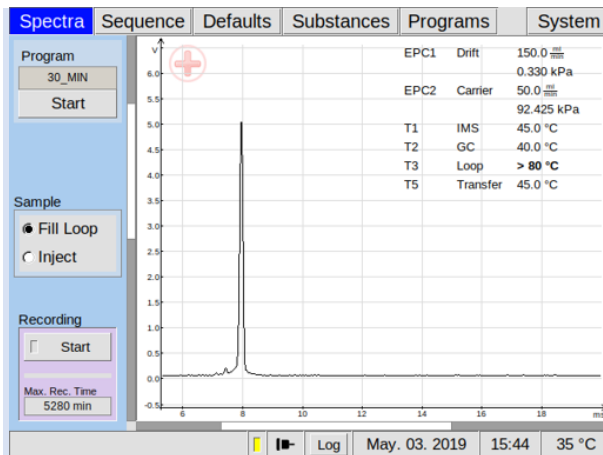 Spectra Sequence Defaults Substances Programs System
Program
30_MIN
Start
Sample
Fill Loop
Inject
Recording
Start
Max. Rec. Time
5280 min
V
6.0
5.5
5.0
4.5
4.0
3.5
3.0
2.5
2.0
1.5
1.0
0.5
0.0
-0.5
6 8 10 12 14 16 18 ms
EPC1 Drift 150.0 ml/min
0.330 kPa
EPC2 Carrier 50.0 ml/min
92.425 kPa
T1 IMS 45.0 °C
T2 GC 40.0 °C
T3 Loop > 80 °C
T5 Transfer 45.0 °C
Log May. 03. 2019 15:44 35 °C